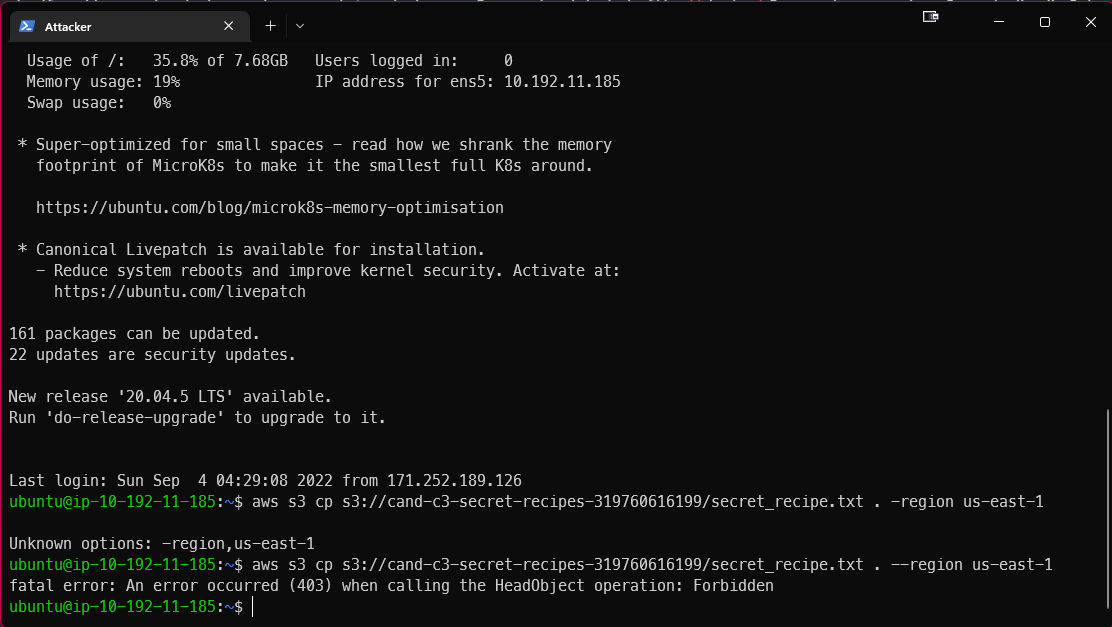 Attacker
Usage of /: 35.8% of 7.68GB Users logged in: 0
Memory usage: 19% IP address for ens5: 10.192.11.185
Swap usage: 0%
* Super-optimized for small spaces - read how we shrank the memory
footprint of MicroK8s to make it the smallest full K8s around.
https://ubuntu.com/blog/microk8s-memory-optimisation
* Canonical Livepatch is available for installation.
- Reduce system reboots and improve kernel security. Activate at:
https://ubuntu.com/livepatch
161 packages can be updated.
22 updates are security updates.
New release '20.04.5 LTS' available.
Run 'do-release-upgrade' to upgrade to it.
Last login: Sun Sep  4 04:29:08 2022 from 171.252.189.126
ubuntu@ip-10-192-11-185:~$ aws s3 cp s3://cand-c3-secret-recipes-319760616199/secret_recipe.txt . -region us-east-1
Unknown options: -region,us-east-1
ubuntu@ip-10-192-11-185:~$ aws s3 cp s3://cand-c3-secret-recipes-319760616199/secret_recipe.txt . --region us-east-1
fatal error: An error occurred (403) when calling the HeadObject operation: Forbidden
ubuntu@ip-10-192-11-185:~$